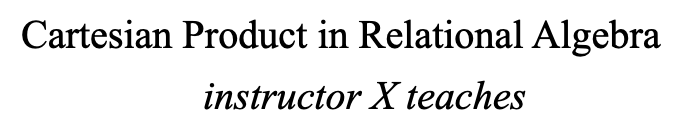 Cartesian Product in Relational Algebra
instructor X teaches